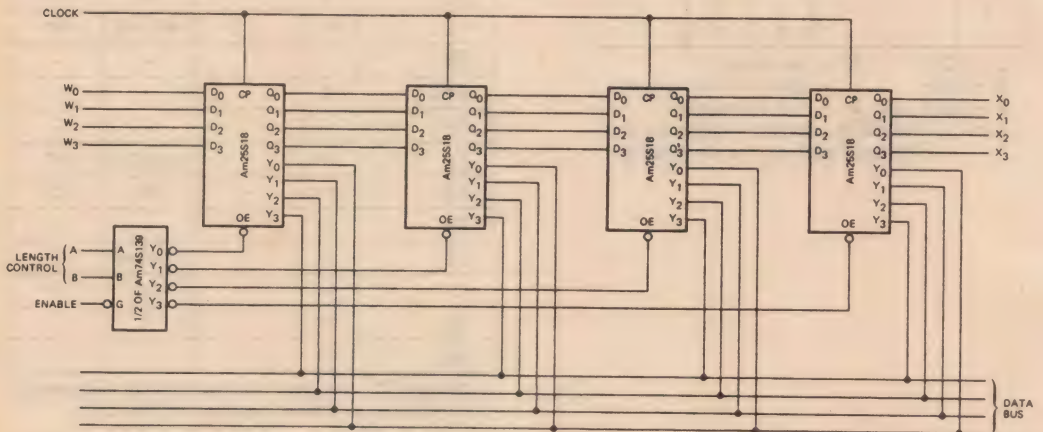 CLOCK
W0 D0 CP Q0 D0 CP Q0 D0 CP Q0 D0 CP Q0 X0
W1 D1 Q1 D1 Q1 D1 Q1 D1 Q1 X1
W2 D2 Q2 D2 Q2 D2 Q2 D2 Q2 X2
W3 D3 Q3 D3 Q3 D3 Q3 D3 Q3 X3
Am25S18 Am25S18 Am25S18 Am25S18
Y0 Y0 Y0 Y0
Y1 Y1 Y1 Y1
Y2 Y2 Y2 Y2
OE Y3 OE Y3 OE Y3 OE Y3
LENGTH CONTROL
A A Y0
B B Y1
Y2
ENABLE G Y3
1/2 OF Am74S139
DATA
BUS